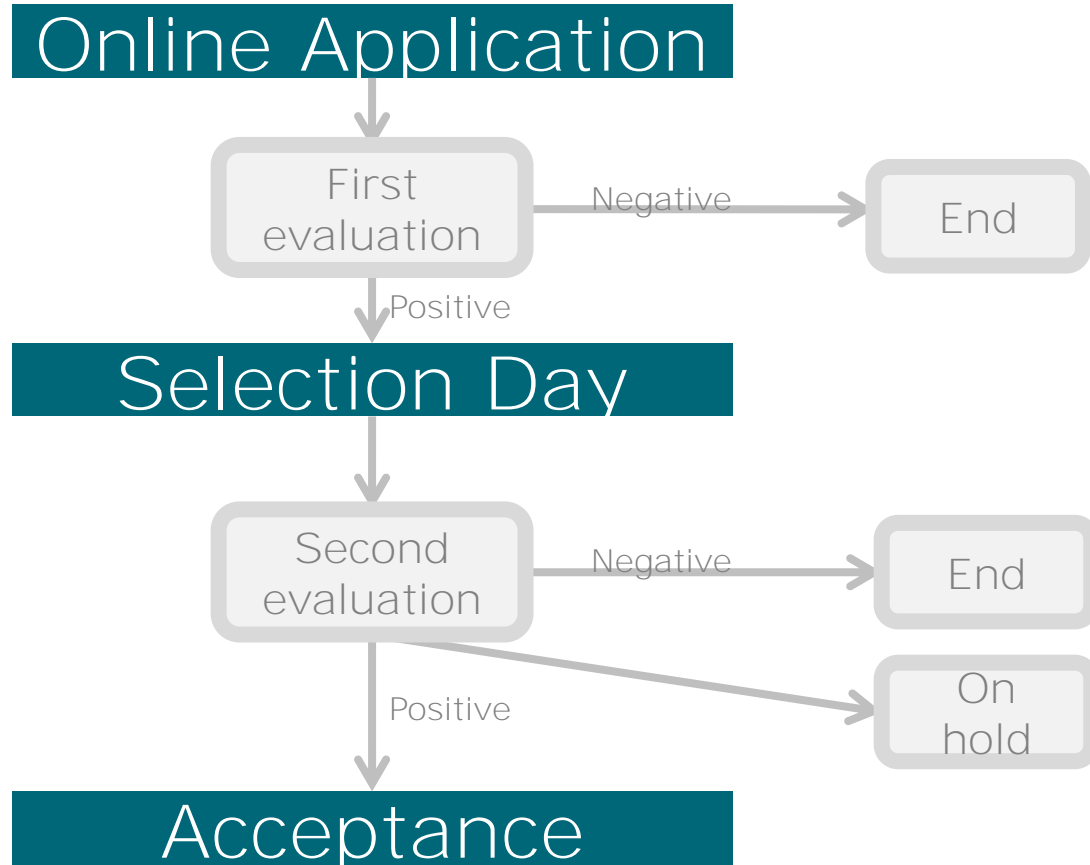 Online Application
First
evaluation
Negative
End
Positive
Selection Day
Second
evaluation
Negative
End
On
hold
Positive
Acceptance